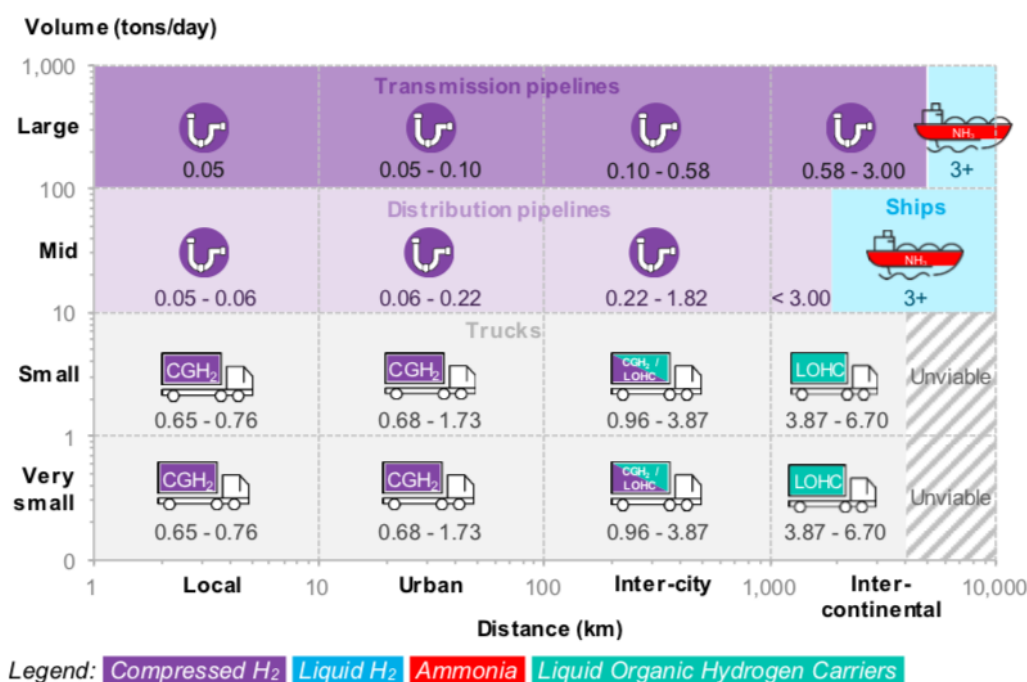 Volume (tons/day)
1,000
Transmission pipelines
Large
NH₃
0.05
0.05 - 0.10
0.10 - 0.58
0.58 - 3.00
3+
100
Distribution pipelines
Ships
Mid
NH₃
0.05 - 0.06
0.06 - 0.22
0.22 - 1.82
< 3.00
3+
10
Trucks
Small
CGH₂
CGH₂
CGH₂ /
LOHC
LOHC
Unviable
0.65 - 0.76
0.68 - 1.73
0.96 - 3.87
3.87 - 6.70
1
Very
small
CGH₂
CGH₂
CGH₂ /
LOHC
LOHC
Unviable
0.65 - 0.76
0.68 - 1.73
0.96 - 3.87
3.87 - 6.70
0
1
Local
10
Urban
100
Inter-city
1,000
Inter-
continental
10,000
Distance (km)
Legend: Compressed H₂ Liquid H₂ Ammonia Liquid Organic Hydrogen Carriers